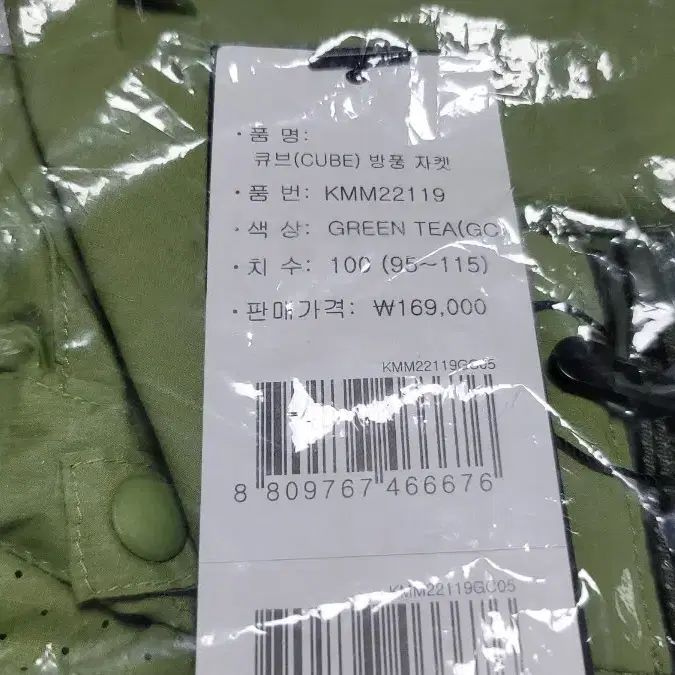 · 품 명:
큐브(CUBE) 방풍 자켓
· 품 번: KMM22119
· 색 상: GREEN TEA(GC)
· 치 수: 100 (95~115)
· 판매가격: ₩169,000
KMM22119GC05
8 809767 466676
KMM22119GC05